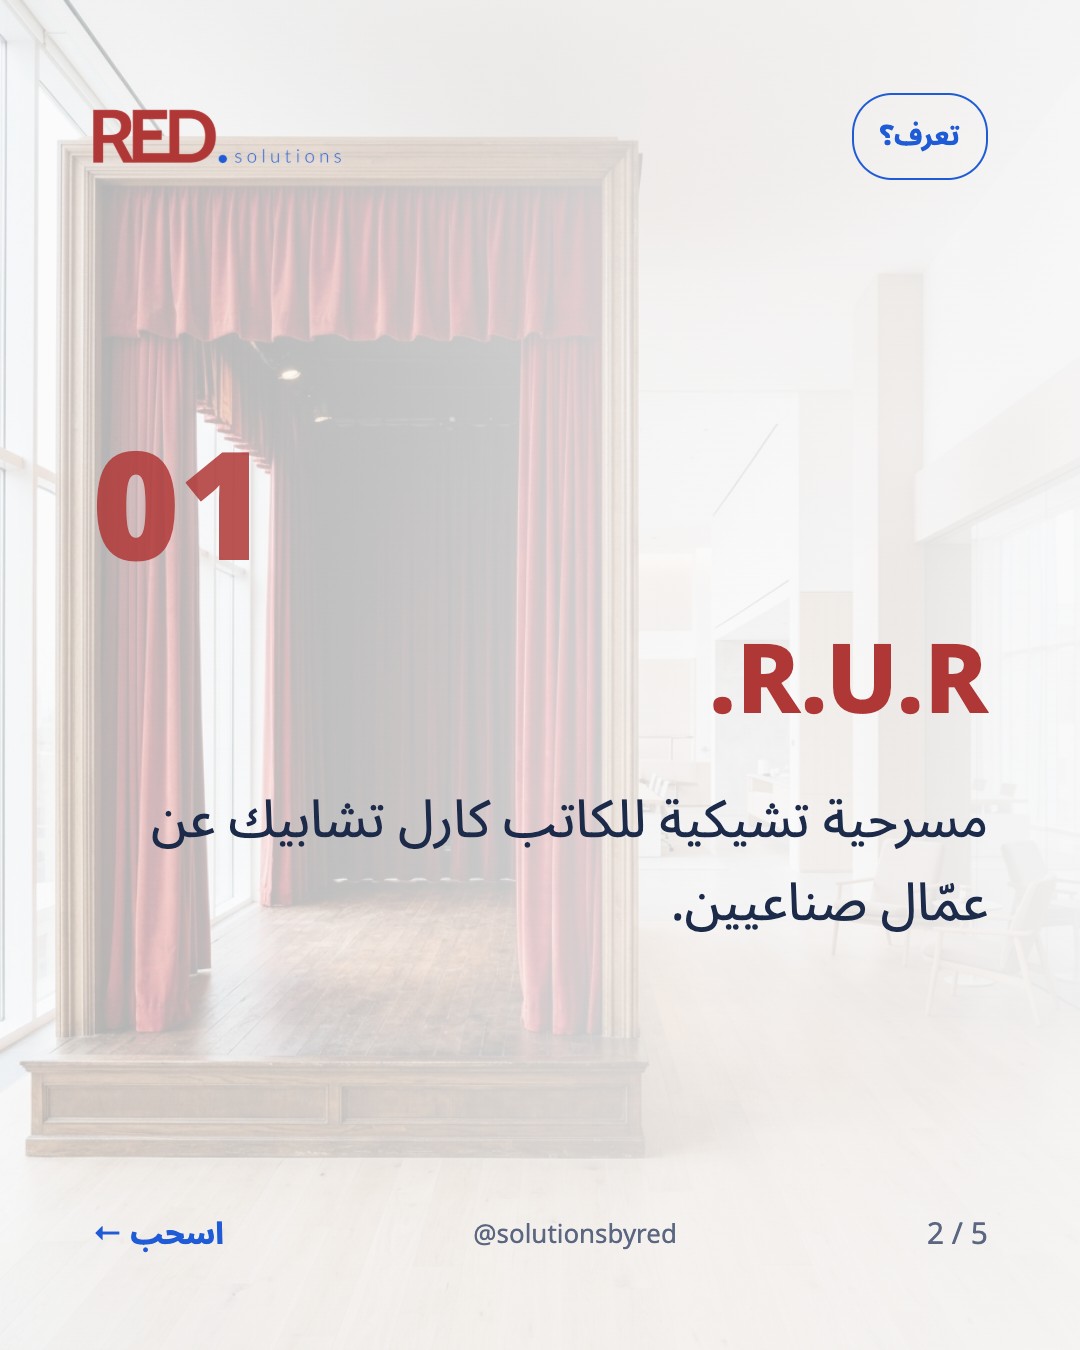 RED.solutions
تعرف؟
01
.R.U.R
مسرحية تشيكية للكاتب كارل تشابيك عن
عمّال صناعيين.
اسحب ←
@solutionsbyred
2 / 5